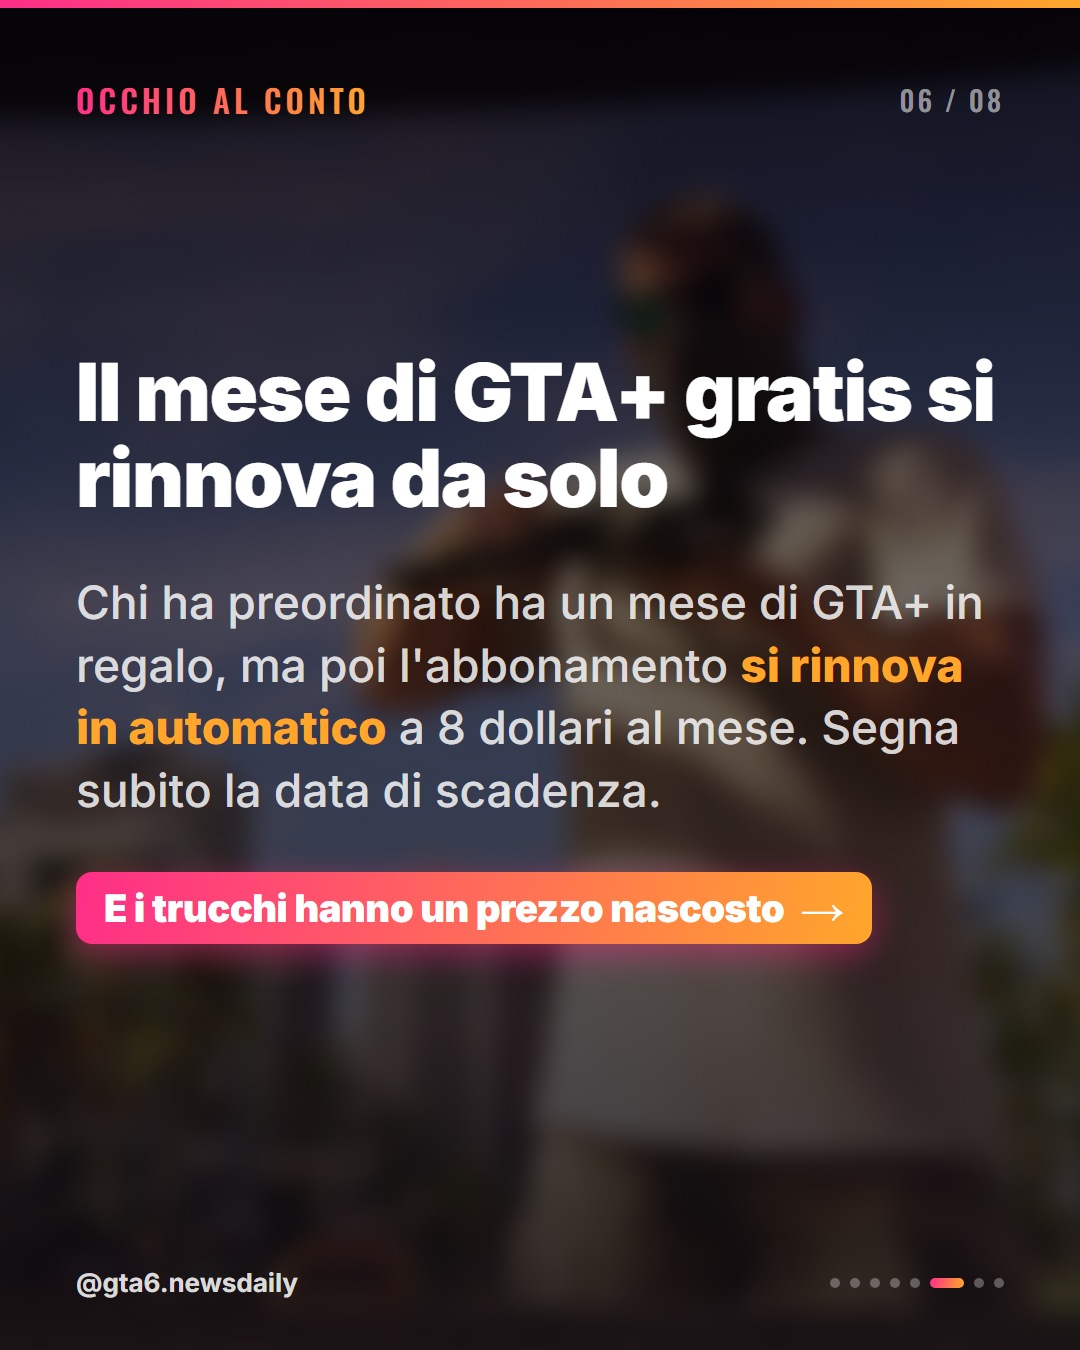 OCCHIO AL CONTO
06 / 08
Il mese di GTA+ gratis si
rinnova da solo
Chi ha preordinato ha un mese di GTA+ in
regalo, ma poi l'abbonamento si rinnova
in automatico a 8 dollari al mese. Segna
subito la data di scadenza.
E i trucchi hanno un prezzo nascosto →
@gta6.newsdaily